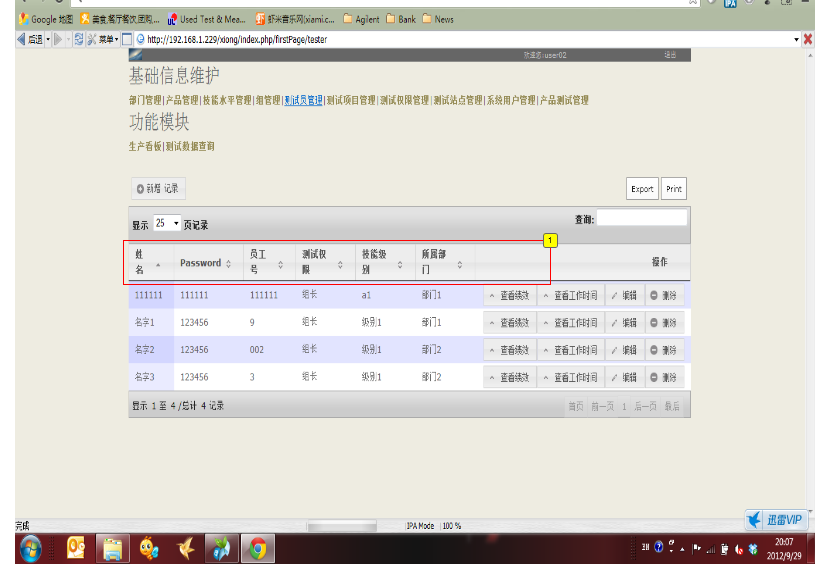 Google 地图 美食,餐厅餐饮,团购,... Used Test & Mea... 虾米音乐网(xiami.c... Agilent Bank News
后退 菜单 http://192.168.1.229/xiong/index.php/firstPage/tester
欢迎您:user02 退出
基础信息维护
部门管理|产品管理|技能水平管理|组管理|测试员管理|测试项目管理|测试权限管理|测试站点管理|系统用户管理|产品测试管理
功能模块
生产看板|测试数据查询
新增 记录 Export Print
显示 25 页记录 查询:
1
姓名 Password 员工号 测试权限 技能级别 所属部门 操作
111111 111111 111111 组长 a1 部门1 查看绩效 查看工作时间 编辑 删除
名字1 123456 9 组长 级别1 部门1 查看绩效 查看工作时间 编辑 删除
名字2 123456 002 组长 级别1 部门2 查看绩效 查看工作时间 编辑 删除
名字3 123456 3 组长 级别1 部门2 查看绩效 查看工作时间 编辑 删除
显示 1 至 4 /总计 4 记录 首页 前一页 1 后一页 最后
完成 IPA Mode 100 %
迅雷VIP
20:07
2012/9/29